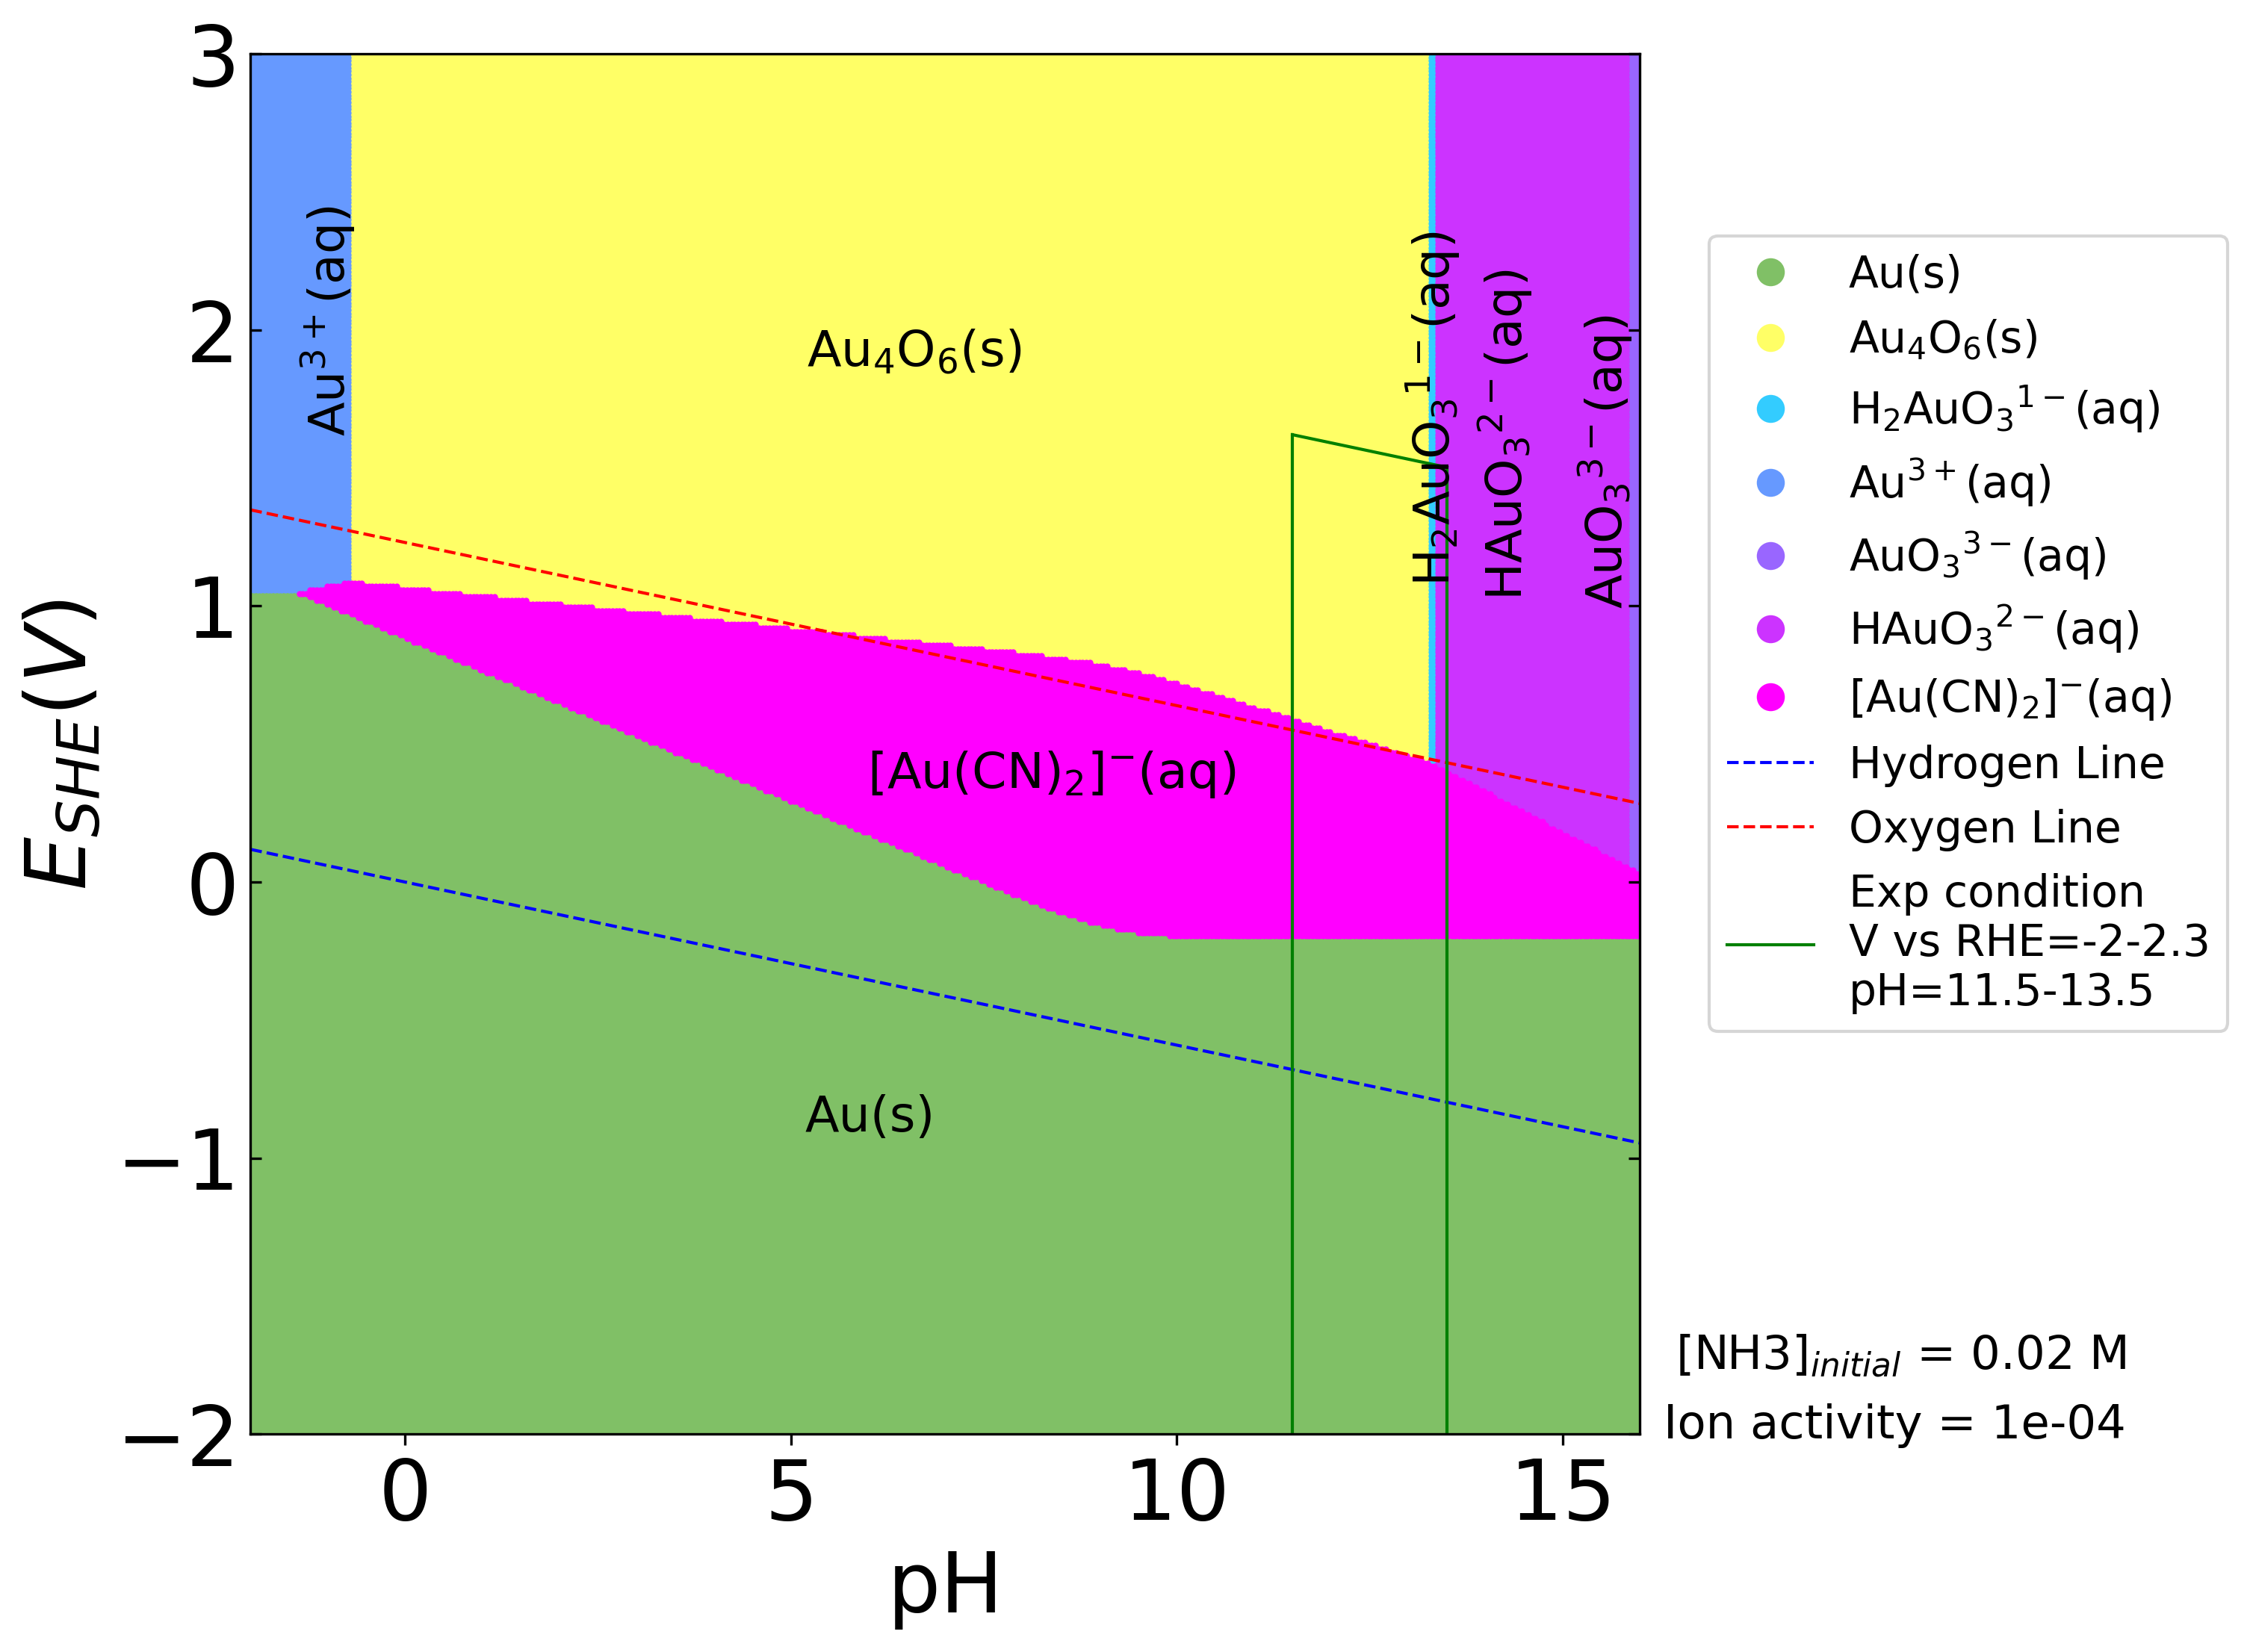 3
2
1
0
−1
−2
E_SHE(V)
0
5
10
15
pH
Au³⁺(aq)
Au₄O₆(s)
H₂AuO₃¹⁻(aq)
HAuO₃²⁻(aq)
AuO₃³⁻(aq)
[Au(CN)₂]⁻(aq)
Au(s)
Au(s)
Au₄O₆(s)
H₂AuO₃¹⁻(aq)
Au³⁺(aq)
AuO₃³⁻(aq)
HAuO₃²⁻(aq)
[Au(CN)₂]⁻(aq)
Hydrogen Line
Oxygen Line
Exp condition
V vs RHE=-2-2.3
pH=11.5-13.5
[NH3]_initial = 0.02 M
Ion activity = 1e-04